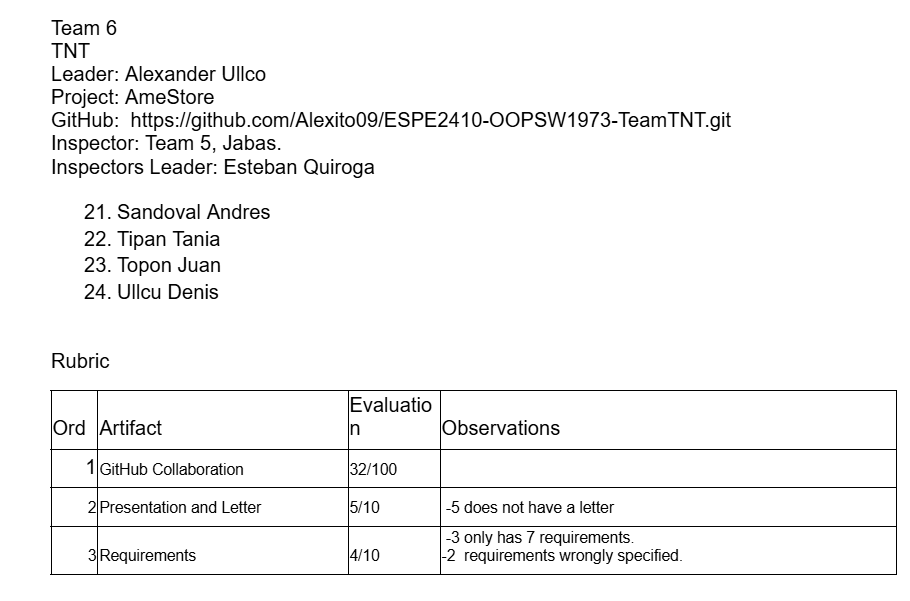 Team 6
TNT
Leader: Alexander Ullco
Project: AmeStore
GitHub:  https://github.com/Alexito09/ESPE2410-OOPSW1973-TeamTNT.git
Inspector: Team 5, Jabas.
Inspectors Leader: Esteban Quiroga
21. Sandoval Andres
22. Tipan Tania
23. Topon Juan
24. Ullcu Denis
Rubric
Ord Artifact Evaluatio
n Observations
1 GitHub Collaboration 32/100
2 Presentation and Letter 5/10 -5 does not have a letter
3 Requirements 4/10 -3 only has 7 requirements.
-2  requirements wrongly specified.